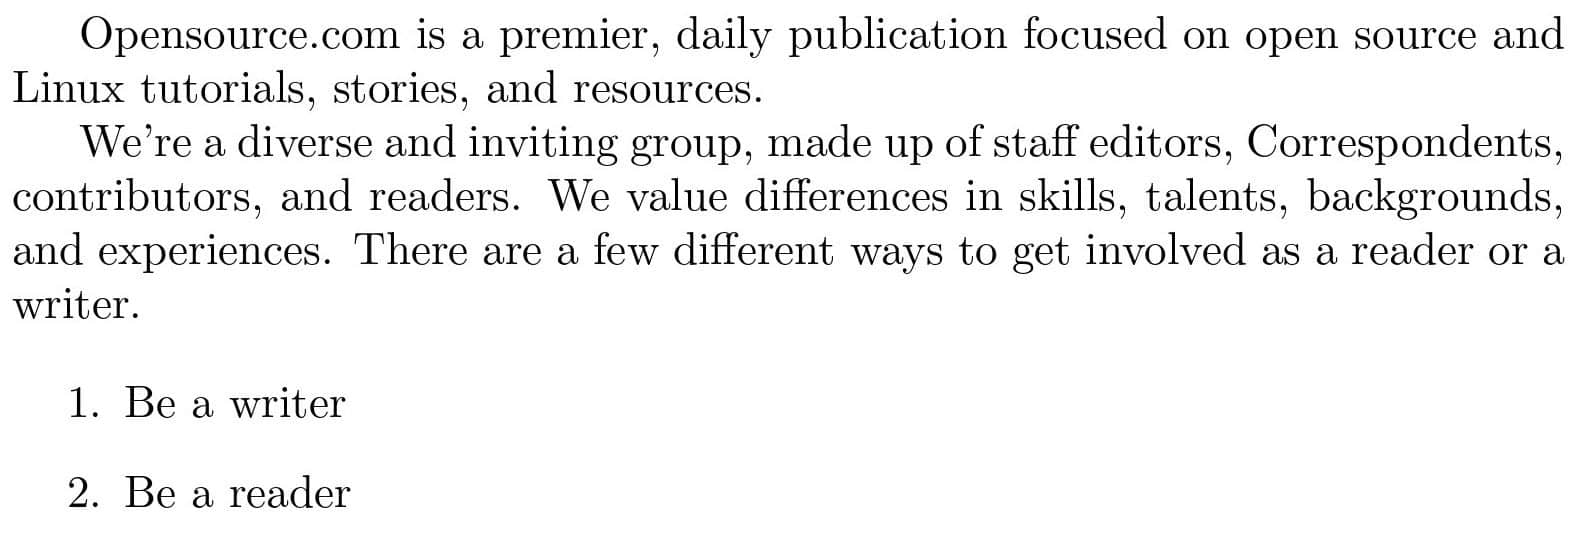 Opensource.com is a premier, daily publication focused on open source and
Linux tutorials, stories, and resources.
We’re a diverse and inviting group, made up of staff editors, Correspondents,
contributors, and readers. We value differences in skills, talents, backgrounds,
and experiences. There are a few different ways to get involved as a reader or a
writer.
1. Be a writer
2. Be a reader